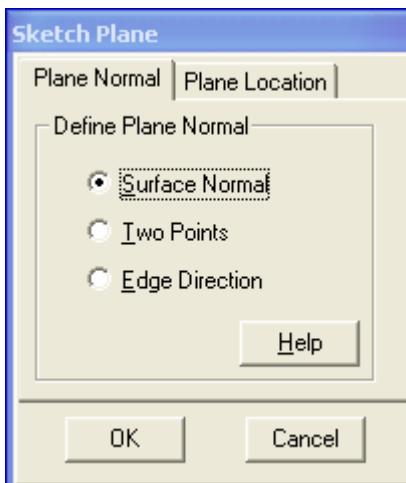 Sketch Plane
Plane Normal Plane Location
Define Plane Normal
Surface Normal
Two Points
Edge Direction
Help
OK Cancel